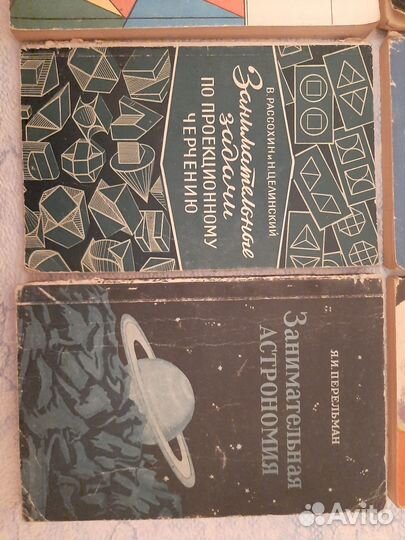 В. РАССОХИН и Н. ЦЕЛИНСКИЙ
Занимательные
задачи
ПО ПРОЕКЦИОННОМУ
ЧЕРЧЕНИЮ
Я. И. ПЕРЕЛЬМАН
Занимательная
АСТРОНОМИЯ
Avito